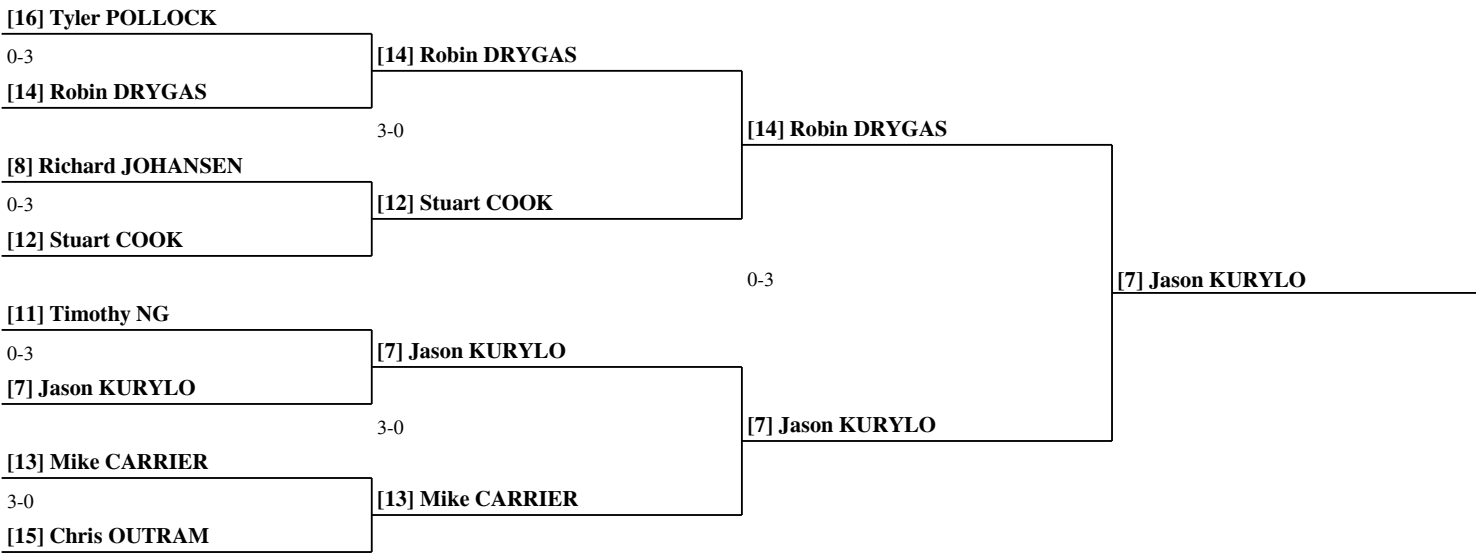 [16] Tyler POLLOCK
0-3
[14] Robin DRYGAS
[14] Robin DRYGAS
3-0
[14] Robin DRYGAS
[8] Richard JOHANSEN
0-3
[12] Stuart COOK
[12] Stuart COOK
0-3
[7] Jason KURYLO
[11] Timothy NG
0-3
[7] Jason KURYLO
[7] Jason KURYLO
3-0
[7] Jason KURYLO
[13] Mike CARRIER
3-0
[13] Mike CARRIER
[15] Chris OUTRAM